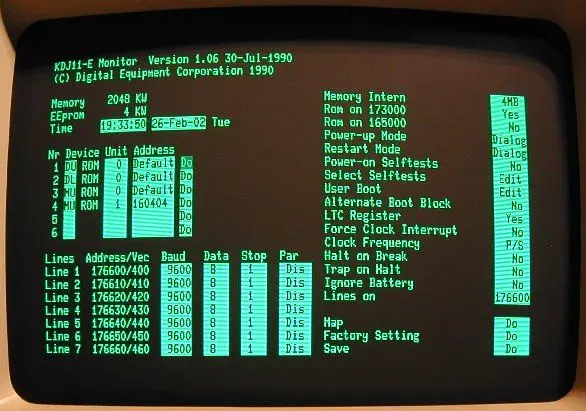 KDJ11-E Monitor Version 1.06 30-Jul-1990
(C) Digital Equipment Corporation 1990
Memory 2048 KW
EEprom 4 KW
Time 19:33:50 26-Feb-02 Tue
Nr Device Unit Address
1 DU ROM 0 Default Do
2 DL ROM 0 Default Do
3 MU ROM 0 Default Do
4 MU ROM 1 160404 Do
5 Do
6 Do
Lines Address/Vec Baud Data Stop Par
Line 1 176600/400 9600 8 1 Dis
Line 2 176610/410 9600 8 1 Dis
Line 3 176620/420 9600 8 1 Dis
Line 4 176630/430 9600 8 1 Dis
Line 5 176640/440 9600 8 1 Dis
Line 6 176650/450 9600 8 1 Dis
Line 7 176660/460 9600 8 1 Dis
Memory Intern 4MB
Rom on 173000 Yes
Rom on 165000 No
Power-up Mode Dialog
Restart Mode Dialog
Power-on Selftests No
Select Selftests Edit
User Boot Edit
Alternate Boot Block No
LTC Register Yes
Force Clock Interrupt No
Clock Frequency P/S
Halt on Break No
Trap on Halt No
Ignore Battery No
Lines on 176600
Map Do
Factory Setting Do
Save Do